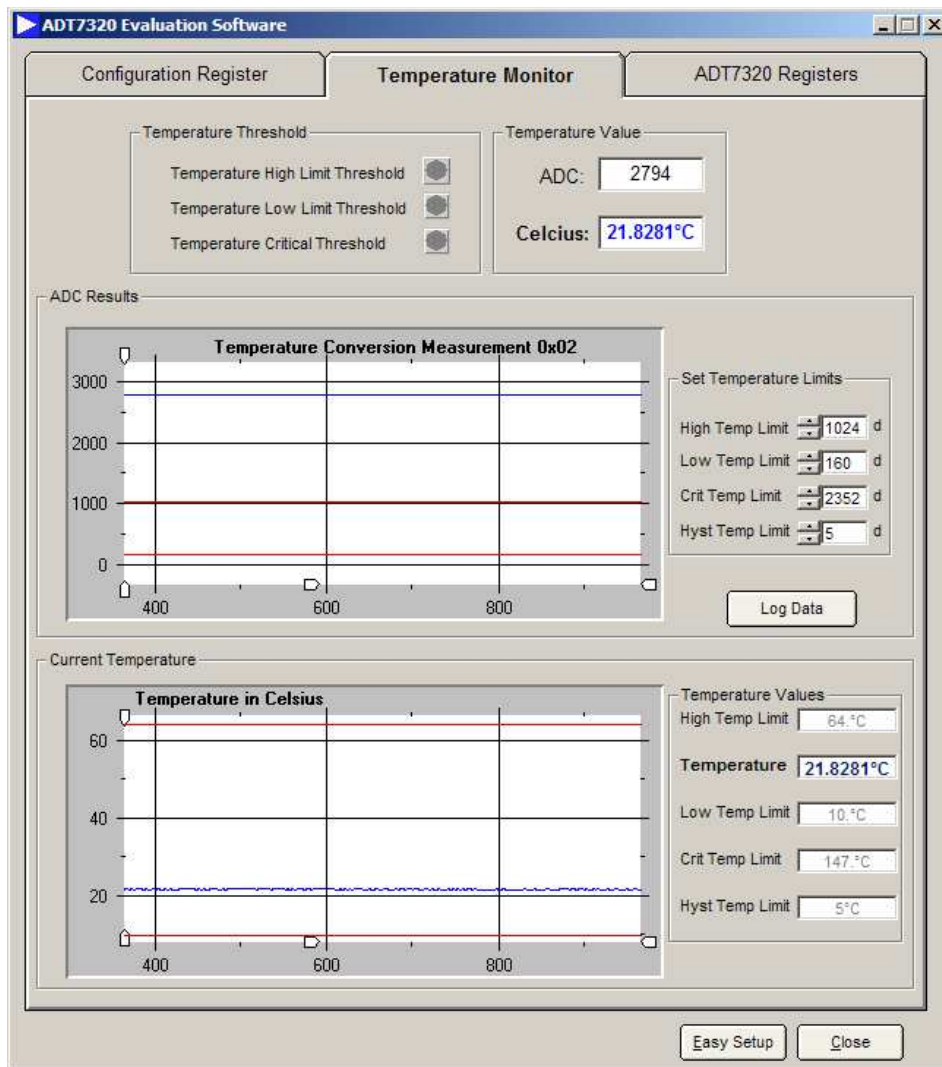 ADT7320 Evaluation Software
Configuration Register
Temperature Monitor
ADT7320 Registers
Temperature Threshold
Temperature High Limit Threshold
Temperature Low Limit Threshold
Temperature Critical Threshold
Temperature Value
ADC: 2794
Celcius: 21.8281°C
ADC Results
Temperature Conversion Measurement 0x02
3000
2000
1000
0
400 600 800
Set Temperature Limits
High Temp Limit 1024 d
Low Temp Limit 160 d
Crit Temp Limit 2352 d
Hyst Temp Limit 5 d
Log Data
Current Temperature
Temperature in Celsius
60
40
20
400 600 800
Temperature Values
High Temp Limit 64.°C
Temperature 21.8281°C
Low Temp Limit 10.°C
Crit Temp Limit 147.°C
Hyst Temp Limit 5°C
Easy Setup
Close